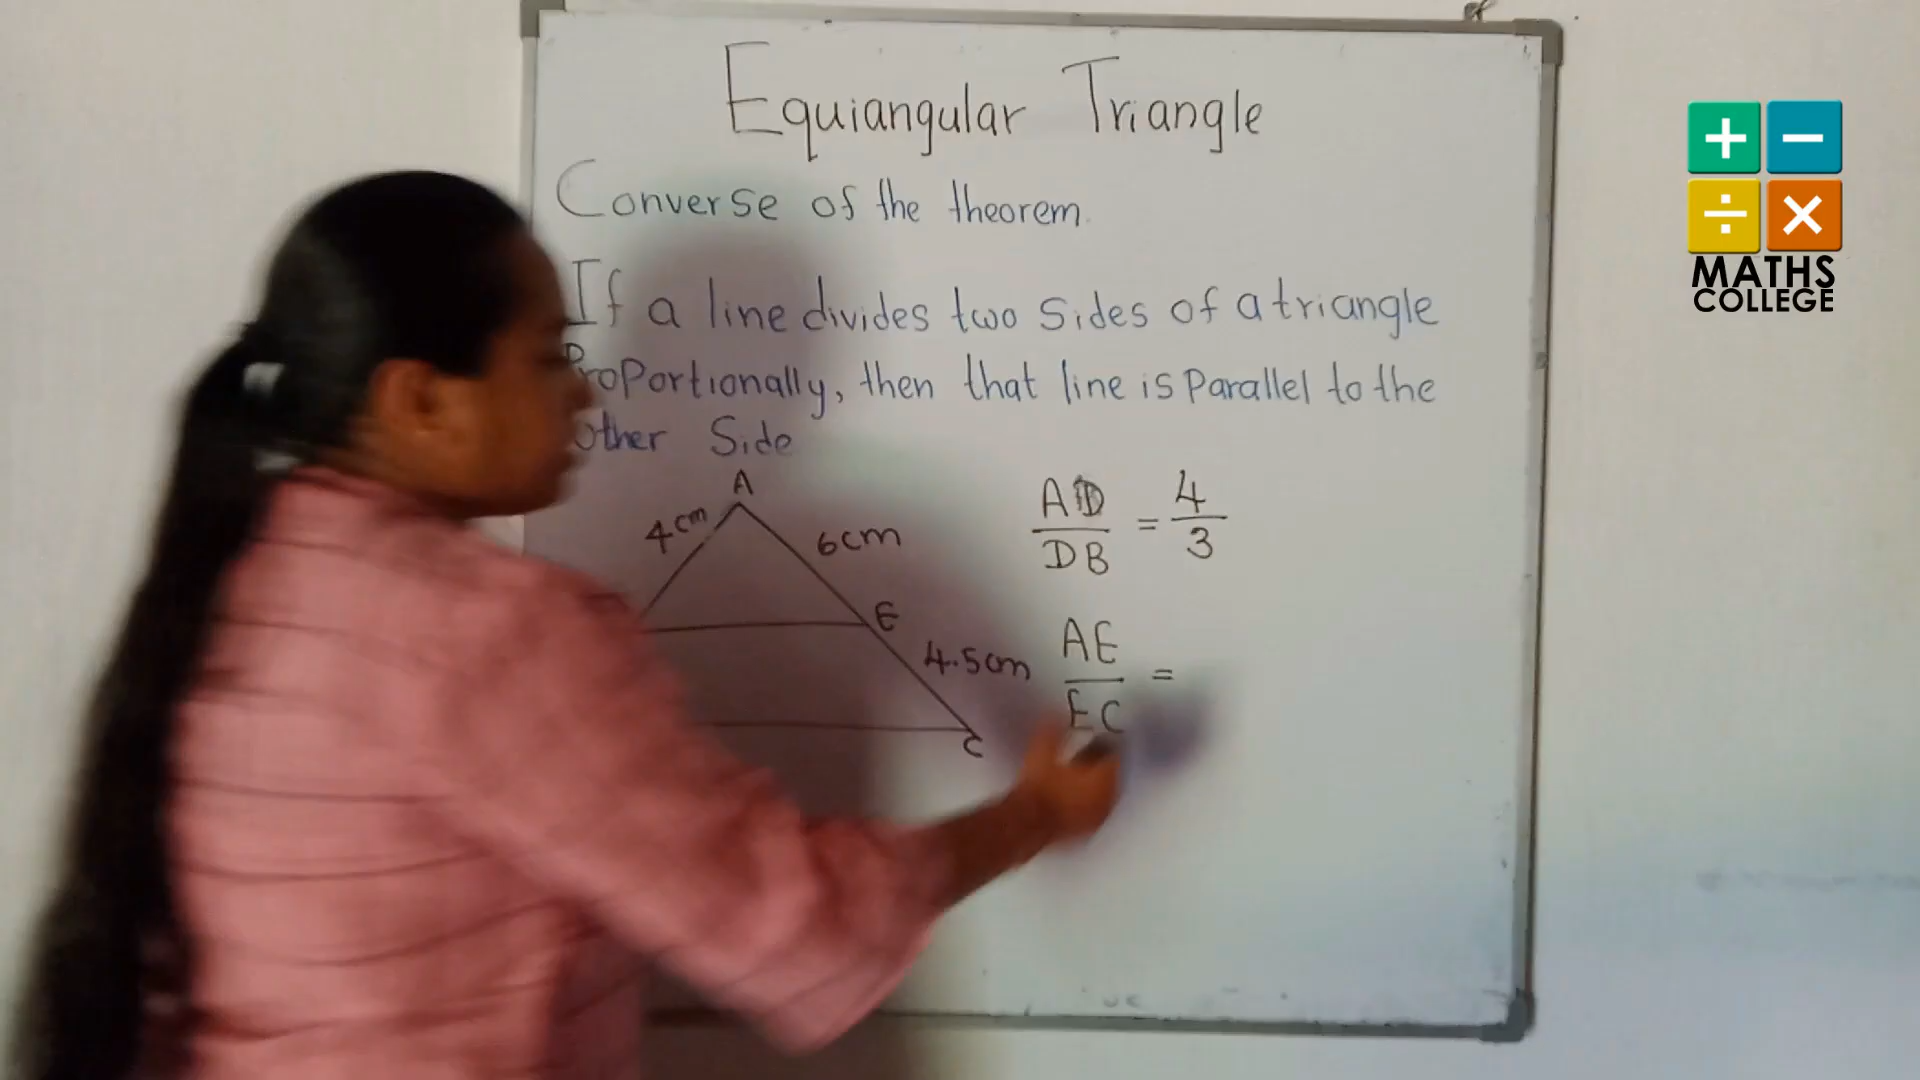 Equiangular Triangle
Converse of the theorem.
If a line divides two sides of a triangle
Proportionally, then that line is Parallel to the
other Side
A
4cm
6cm
E
4.5cm
C
AD
DB
=
4
3
AE
EC
=
+ −
÷ ×
MATHS
COLLEGE